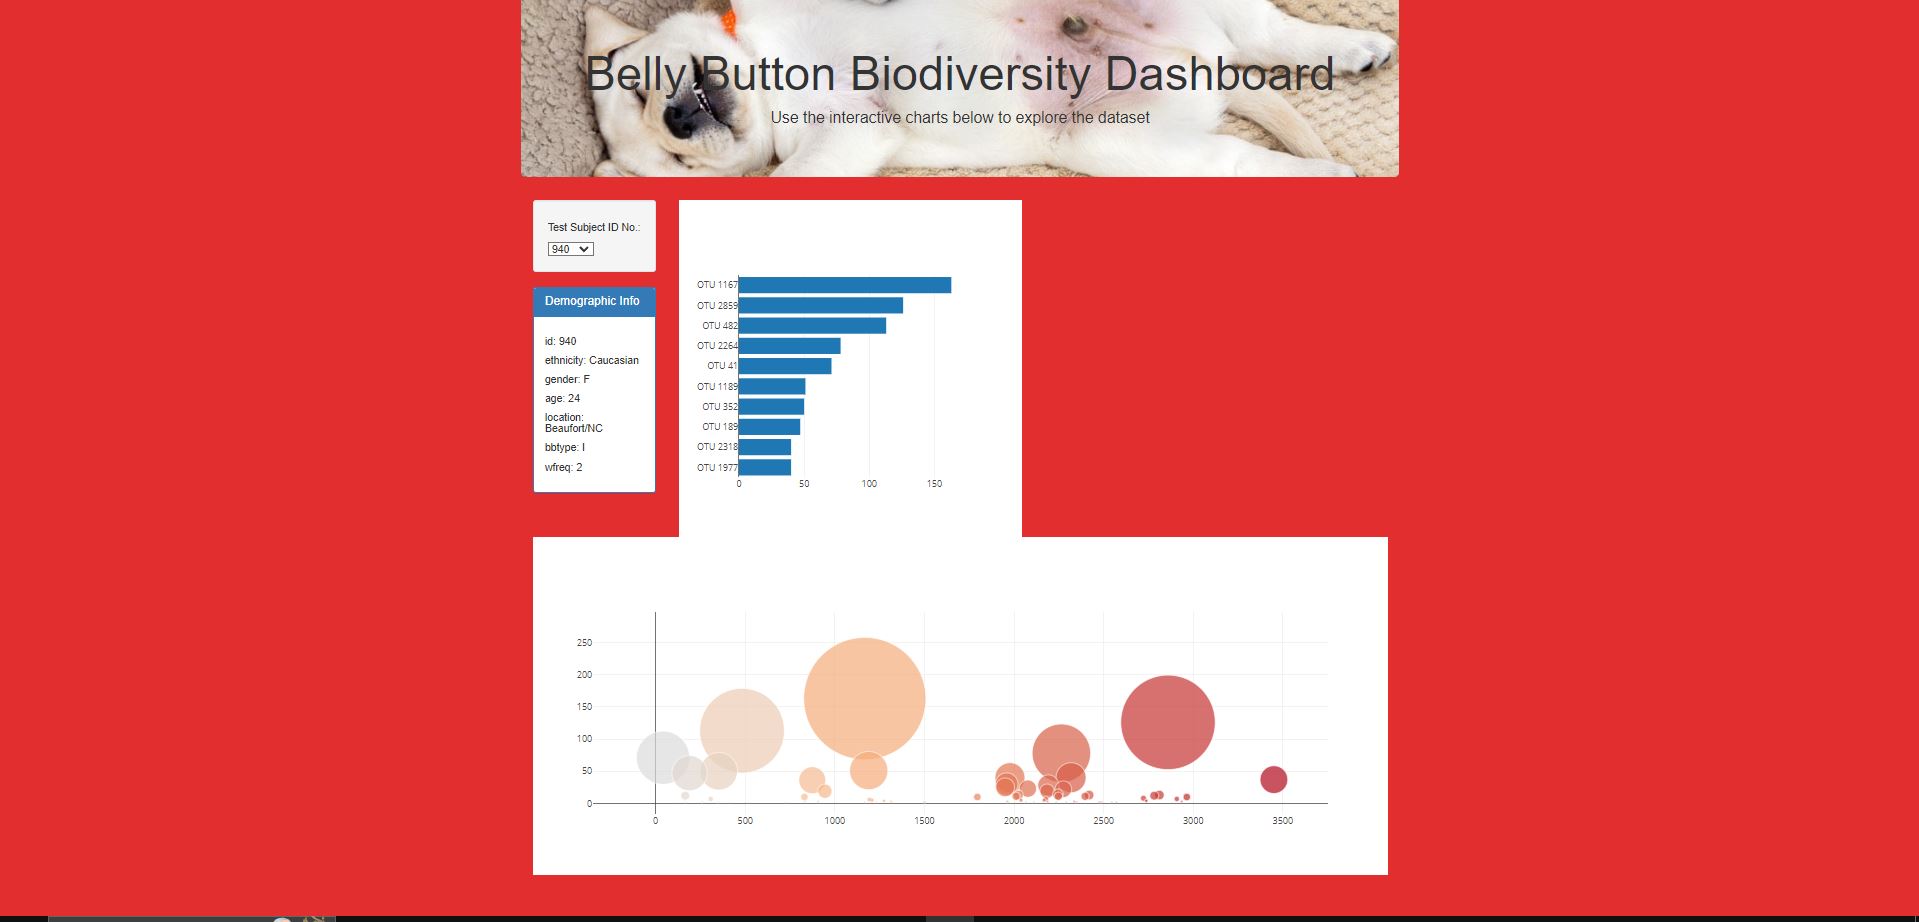 Belly Button Biodiversity Dashboard
Use the interactive charts below to explore the dataset
Test Subject ID No.:
940
Demographic Info
id: 940
ethnicity: Caucasian
gender: F
age: 24
location:
Beaufort/NC
bbtype: I
wfreq: 2
OTU 1167
OTU 2859
OTU 482
OTU 2264
OTU 41
OTU 1189
OTU 352
OTU 189
OTU 2318
OTU 1977
0 50 100 150
250
200
150
100
50
0
0 500 1000 1500 2000 2500 3000 3500